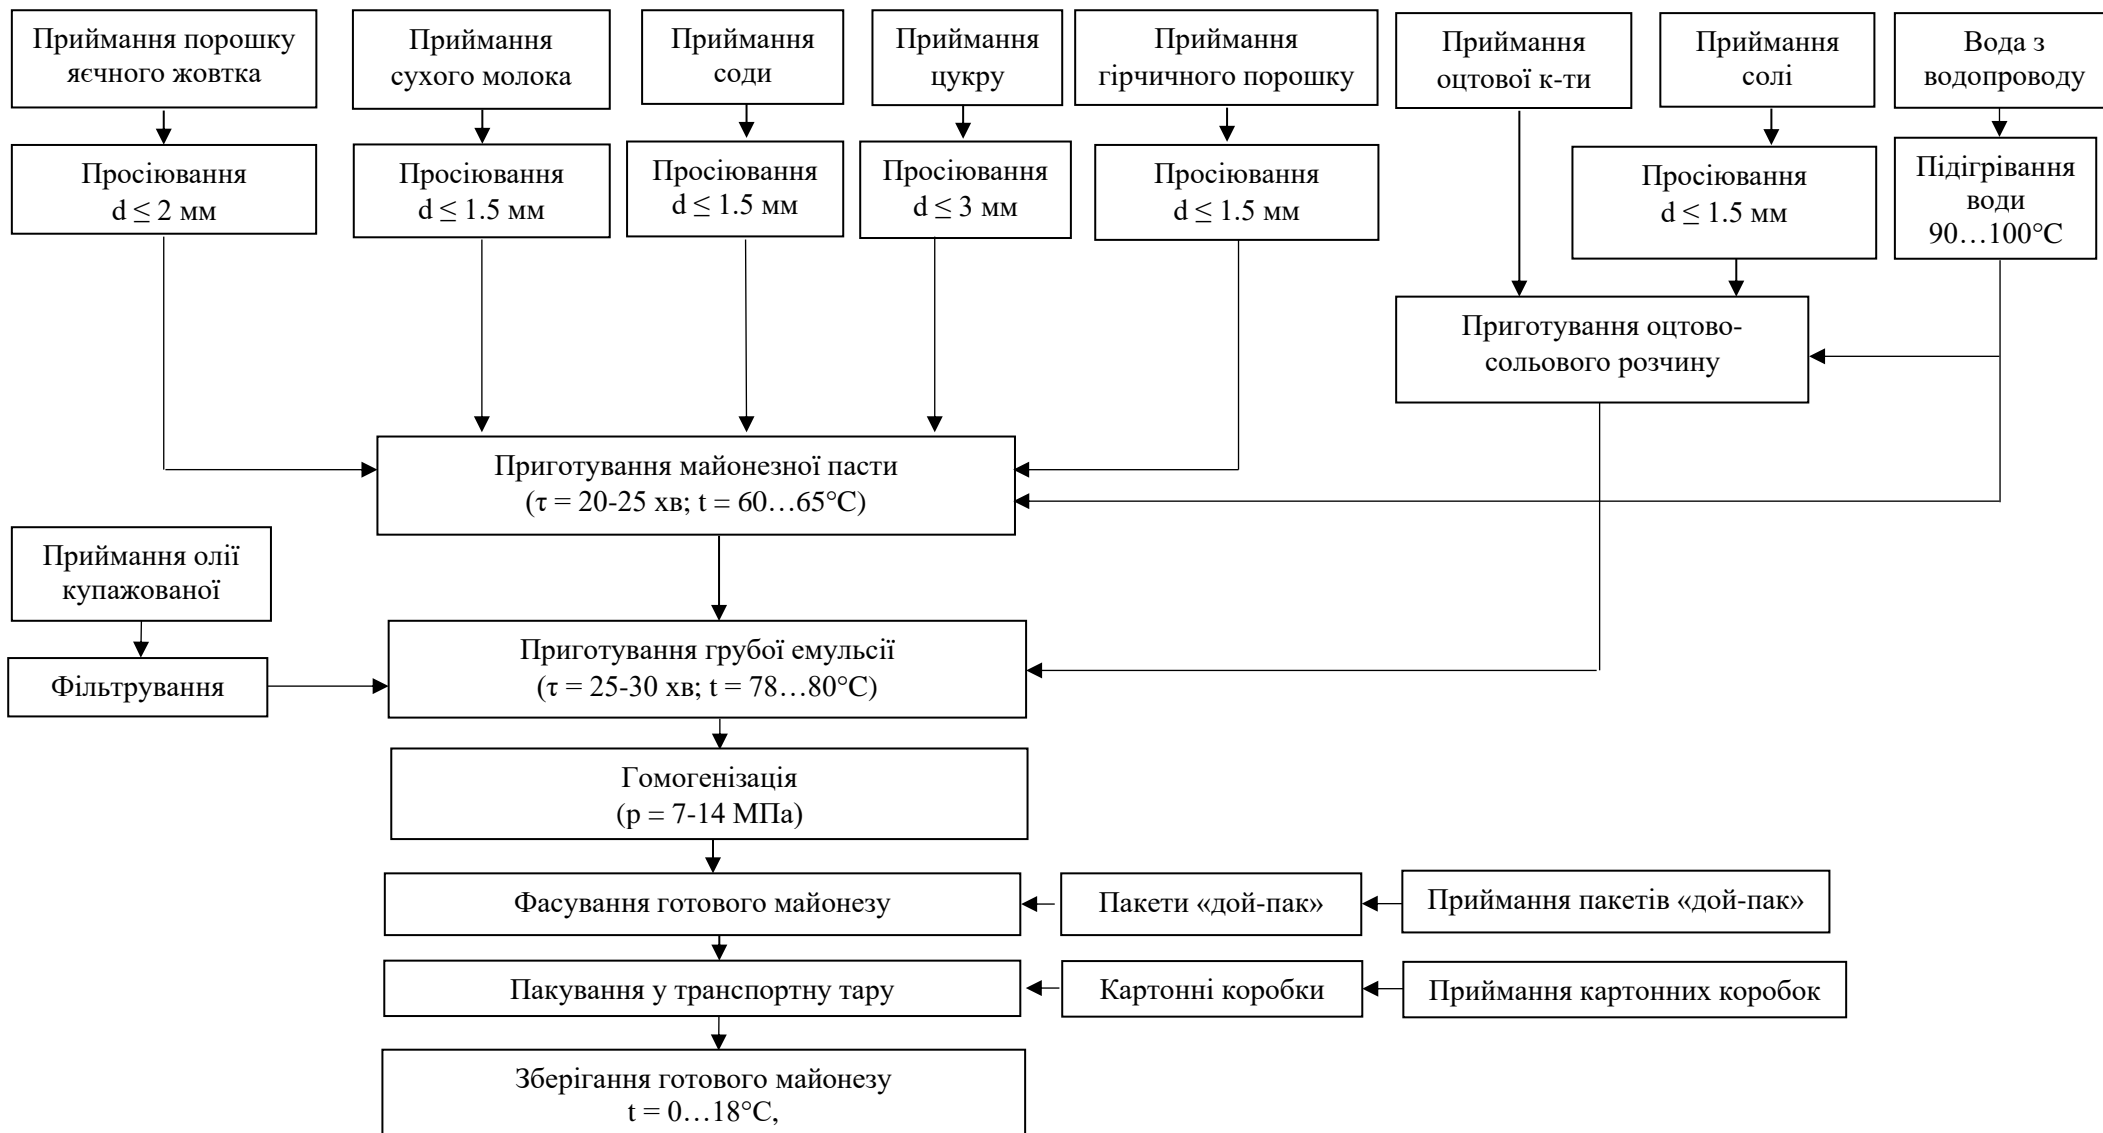 Приймання порошку
яєчного жовтка
Приймання
сухого молока
Приймання
соди
Приймання
цукру
Приймання
гірчичного порошку
Приймання
оцтової к-ти
Приймання
солі
Вода з
водопроводу
Просіювання
d ≤ 2 мм
Просіювання
d ≤ 1.5 мм
Просіювання
d ≤ 1.5 мм
Просіювання
d ≤ 3 мм
Просіювання
d ≤ 1.5 мм
Просіювання
d ≤ 1.5 мм
Підігрівання
води
90…100°С
Приготування оцтово-
сольового розчину
Приготування майонезної пасти
(τ = 20-25 хв; t = 60…65°С)
Приймання олії
купажованої
Фільтрування
Приготування грубої емульсії
(τ = 25-30 хв; t = 78…80°С)
Гомогенізація
(р = 7-14 МПа)
Фасування готового майонезу
Пакети «дой-пак»
Приймання пакетів «дой-пак»
Пакування у транспортну тару
Картонні коробки
Приймання картонних коробок
Зберігання готового майонезу
t = 0…18°С,